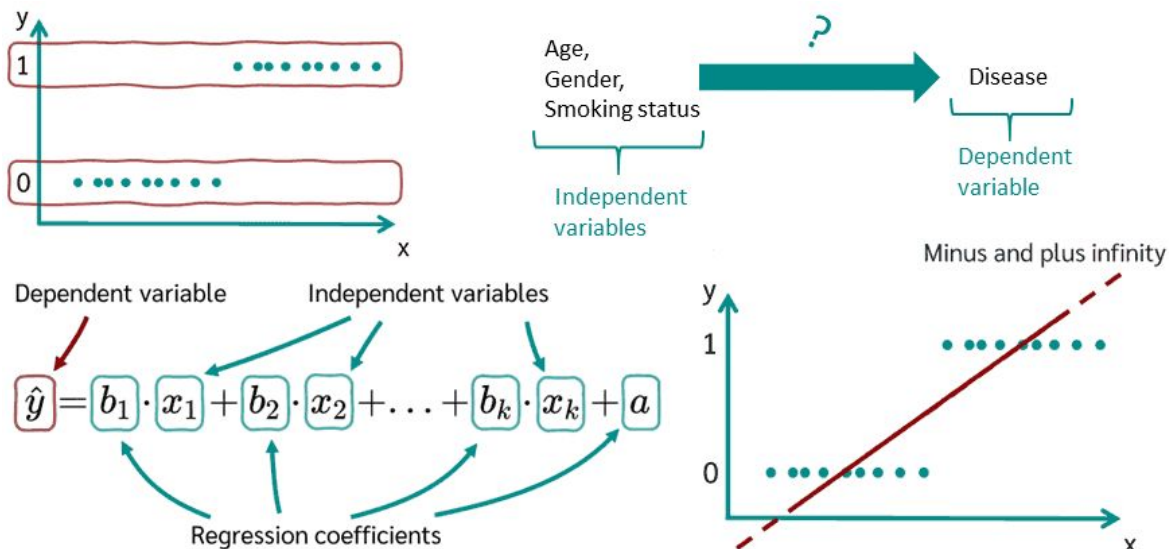 y
1
0
x
?
Age,
Gender,
Smoking status
Disease
Independent
variables
Dependent
variable
Dependent variable
Independent variables
ŷ = b₁ · x₁ + b₂ · x₂ + . . . + bₖ · xₖ + a
Regression coefficients
Minus and plus infinity
y
1
0
x